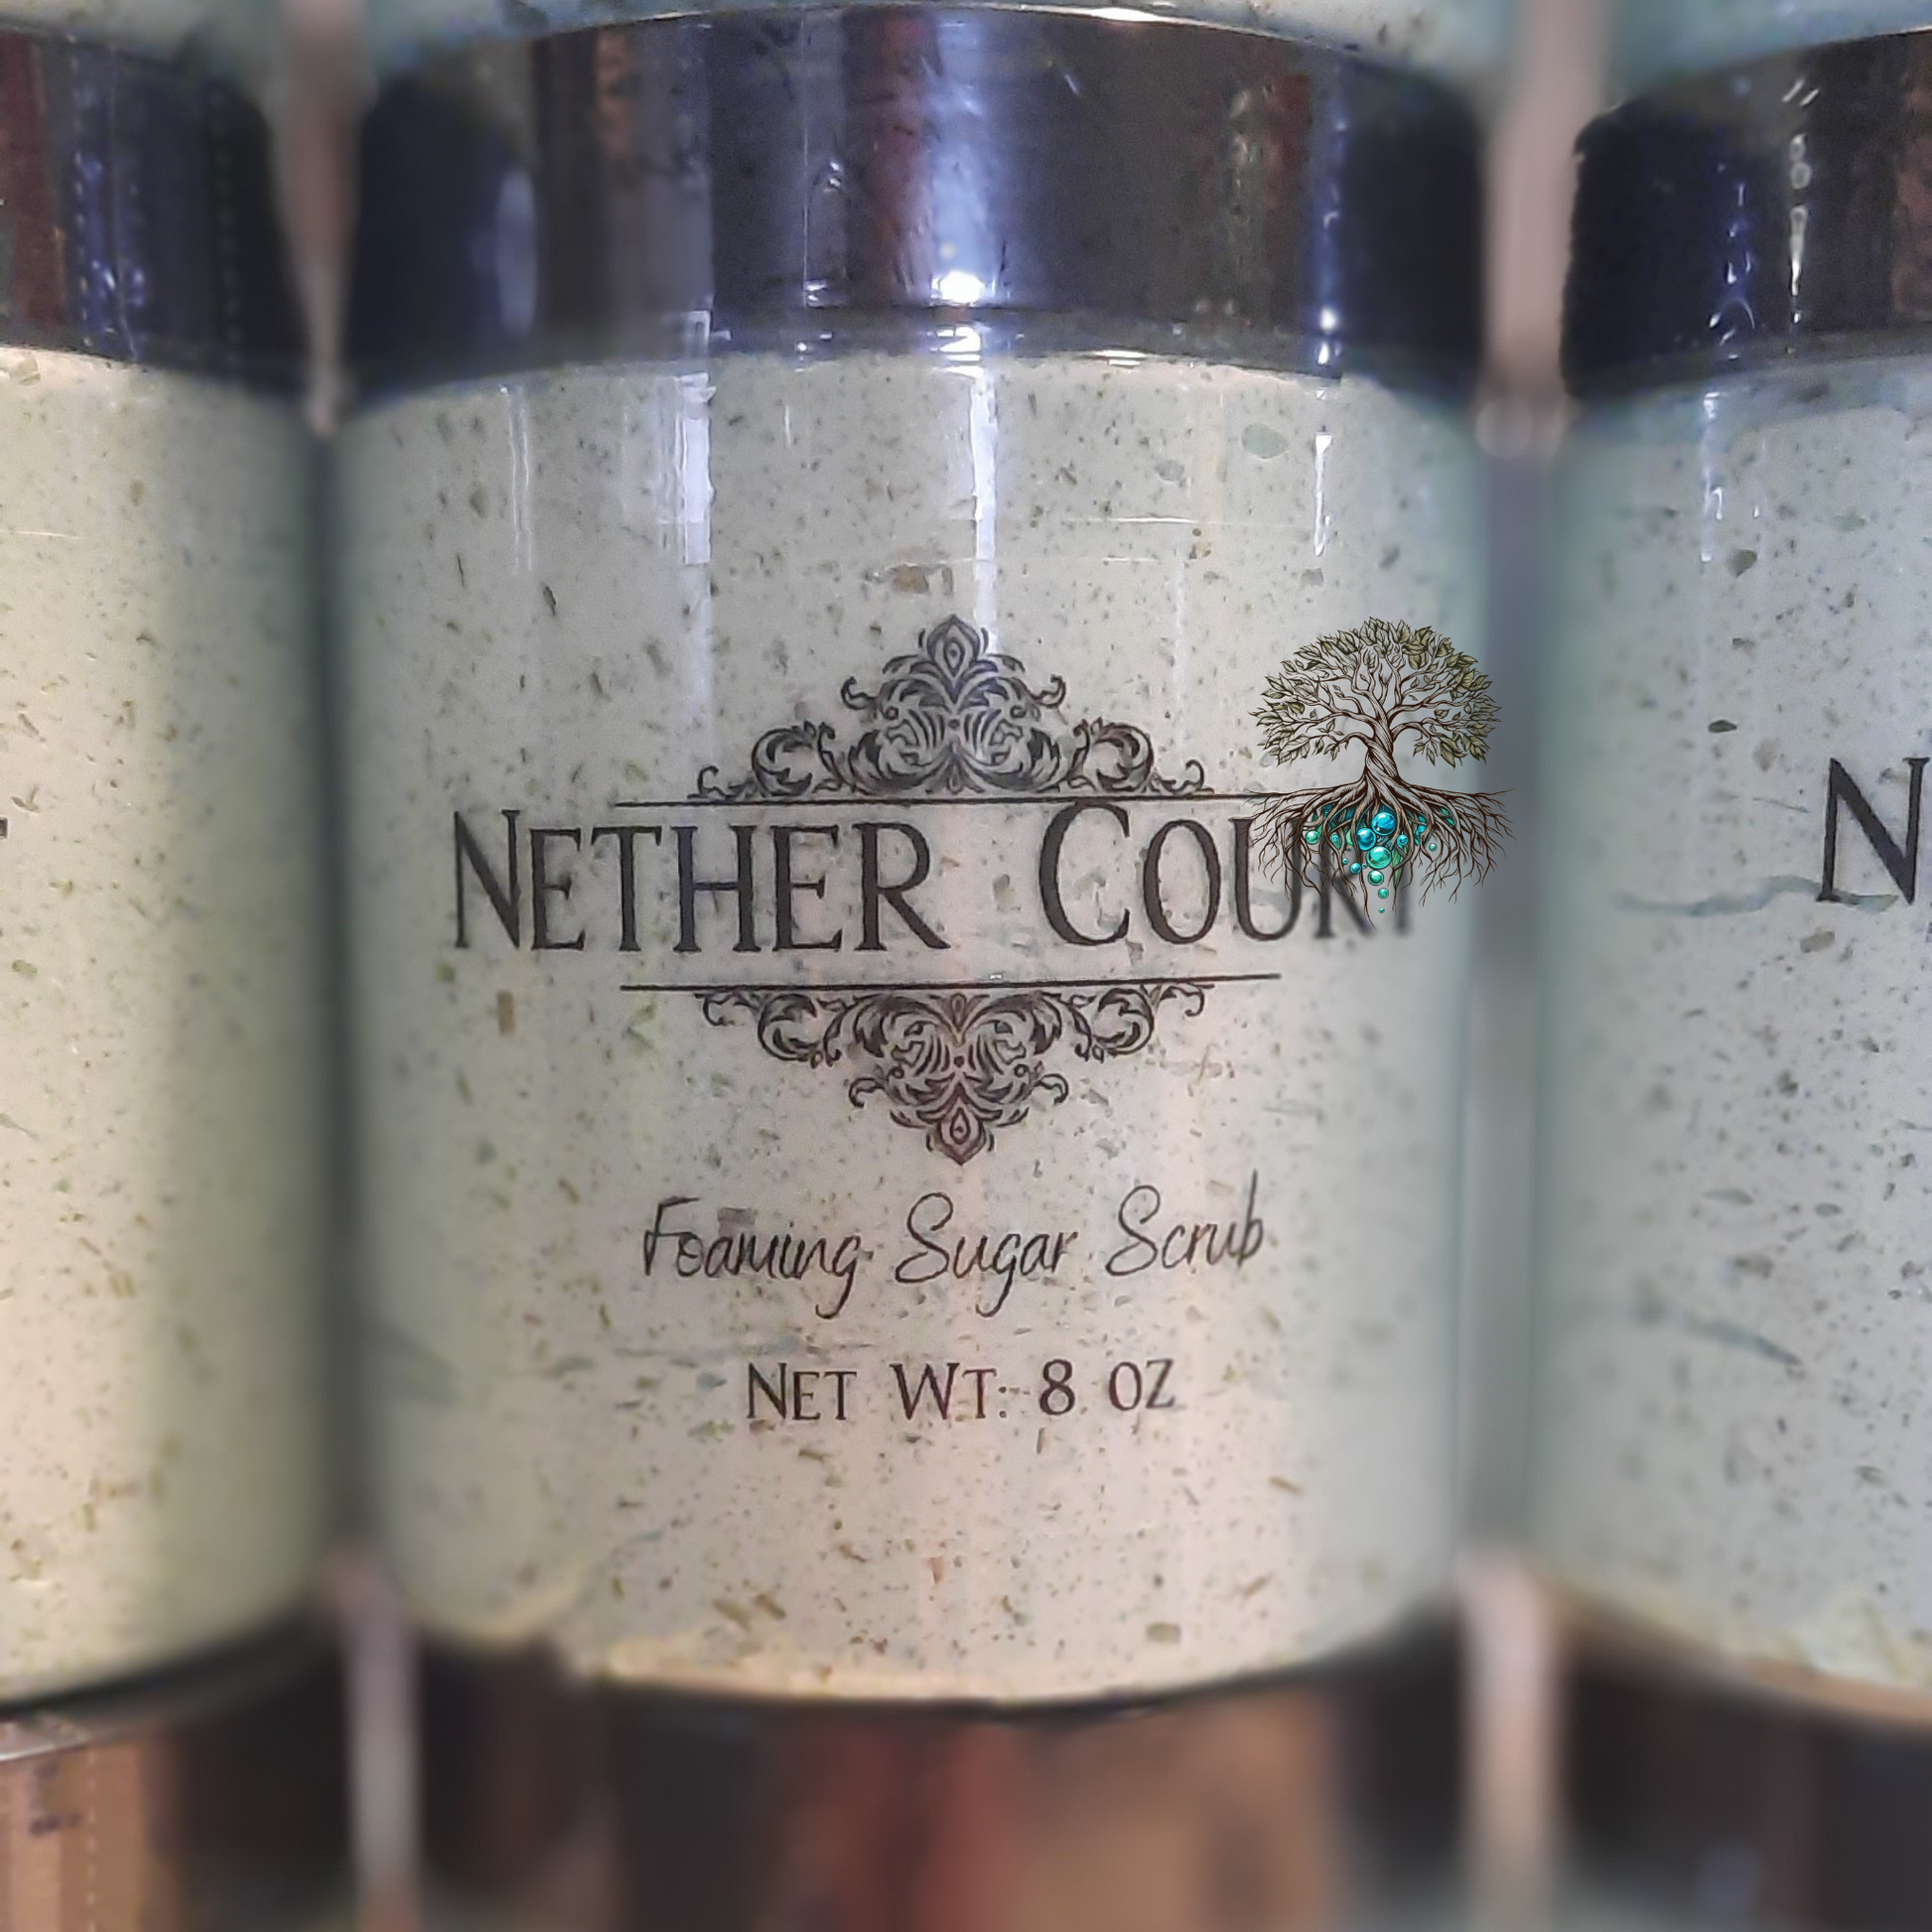 NETHER COURT
Foaming Sugar Scrub
NET WT: 8 OZ